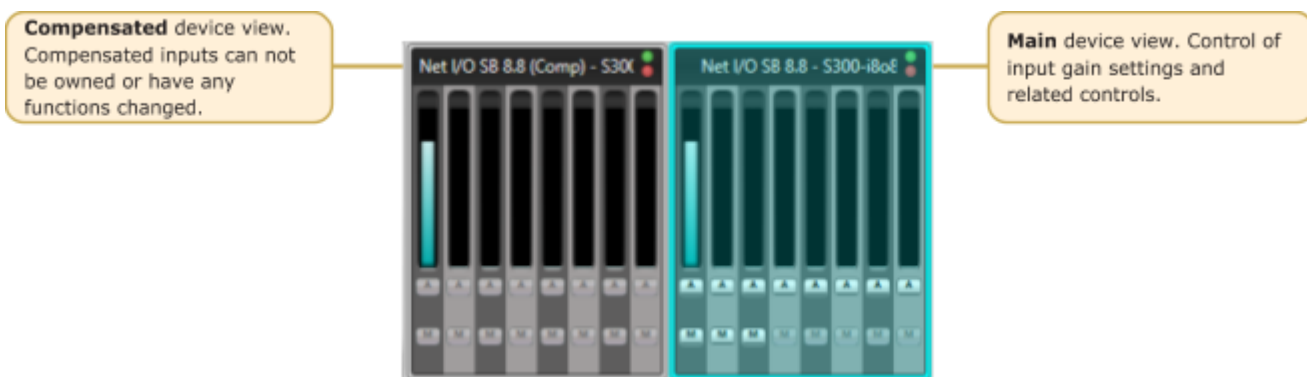 Compensated device view.
Compensated inputs can not
be owned or have any
functions changed.
Net I/O SB 8.8 (Comp) - S300
Net I/O SB 8.8 - S300-i8o8
Main device view. Control of
input gain settings and
related controls.
A A A A A A A A
A A A A A A A A
M M M M M M M M
M M M M M M M M